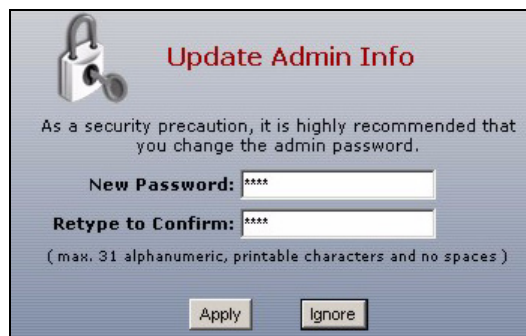 Update Admin Info
As a security precaution, it is highly recommended that
you change the admin password.
New Password: ****
Retype to Confirm: ****
( max. 31 alphanumeric, printable characters and no spaces )
Apply Ignore